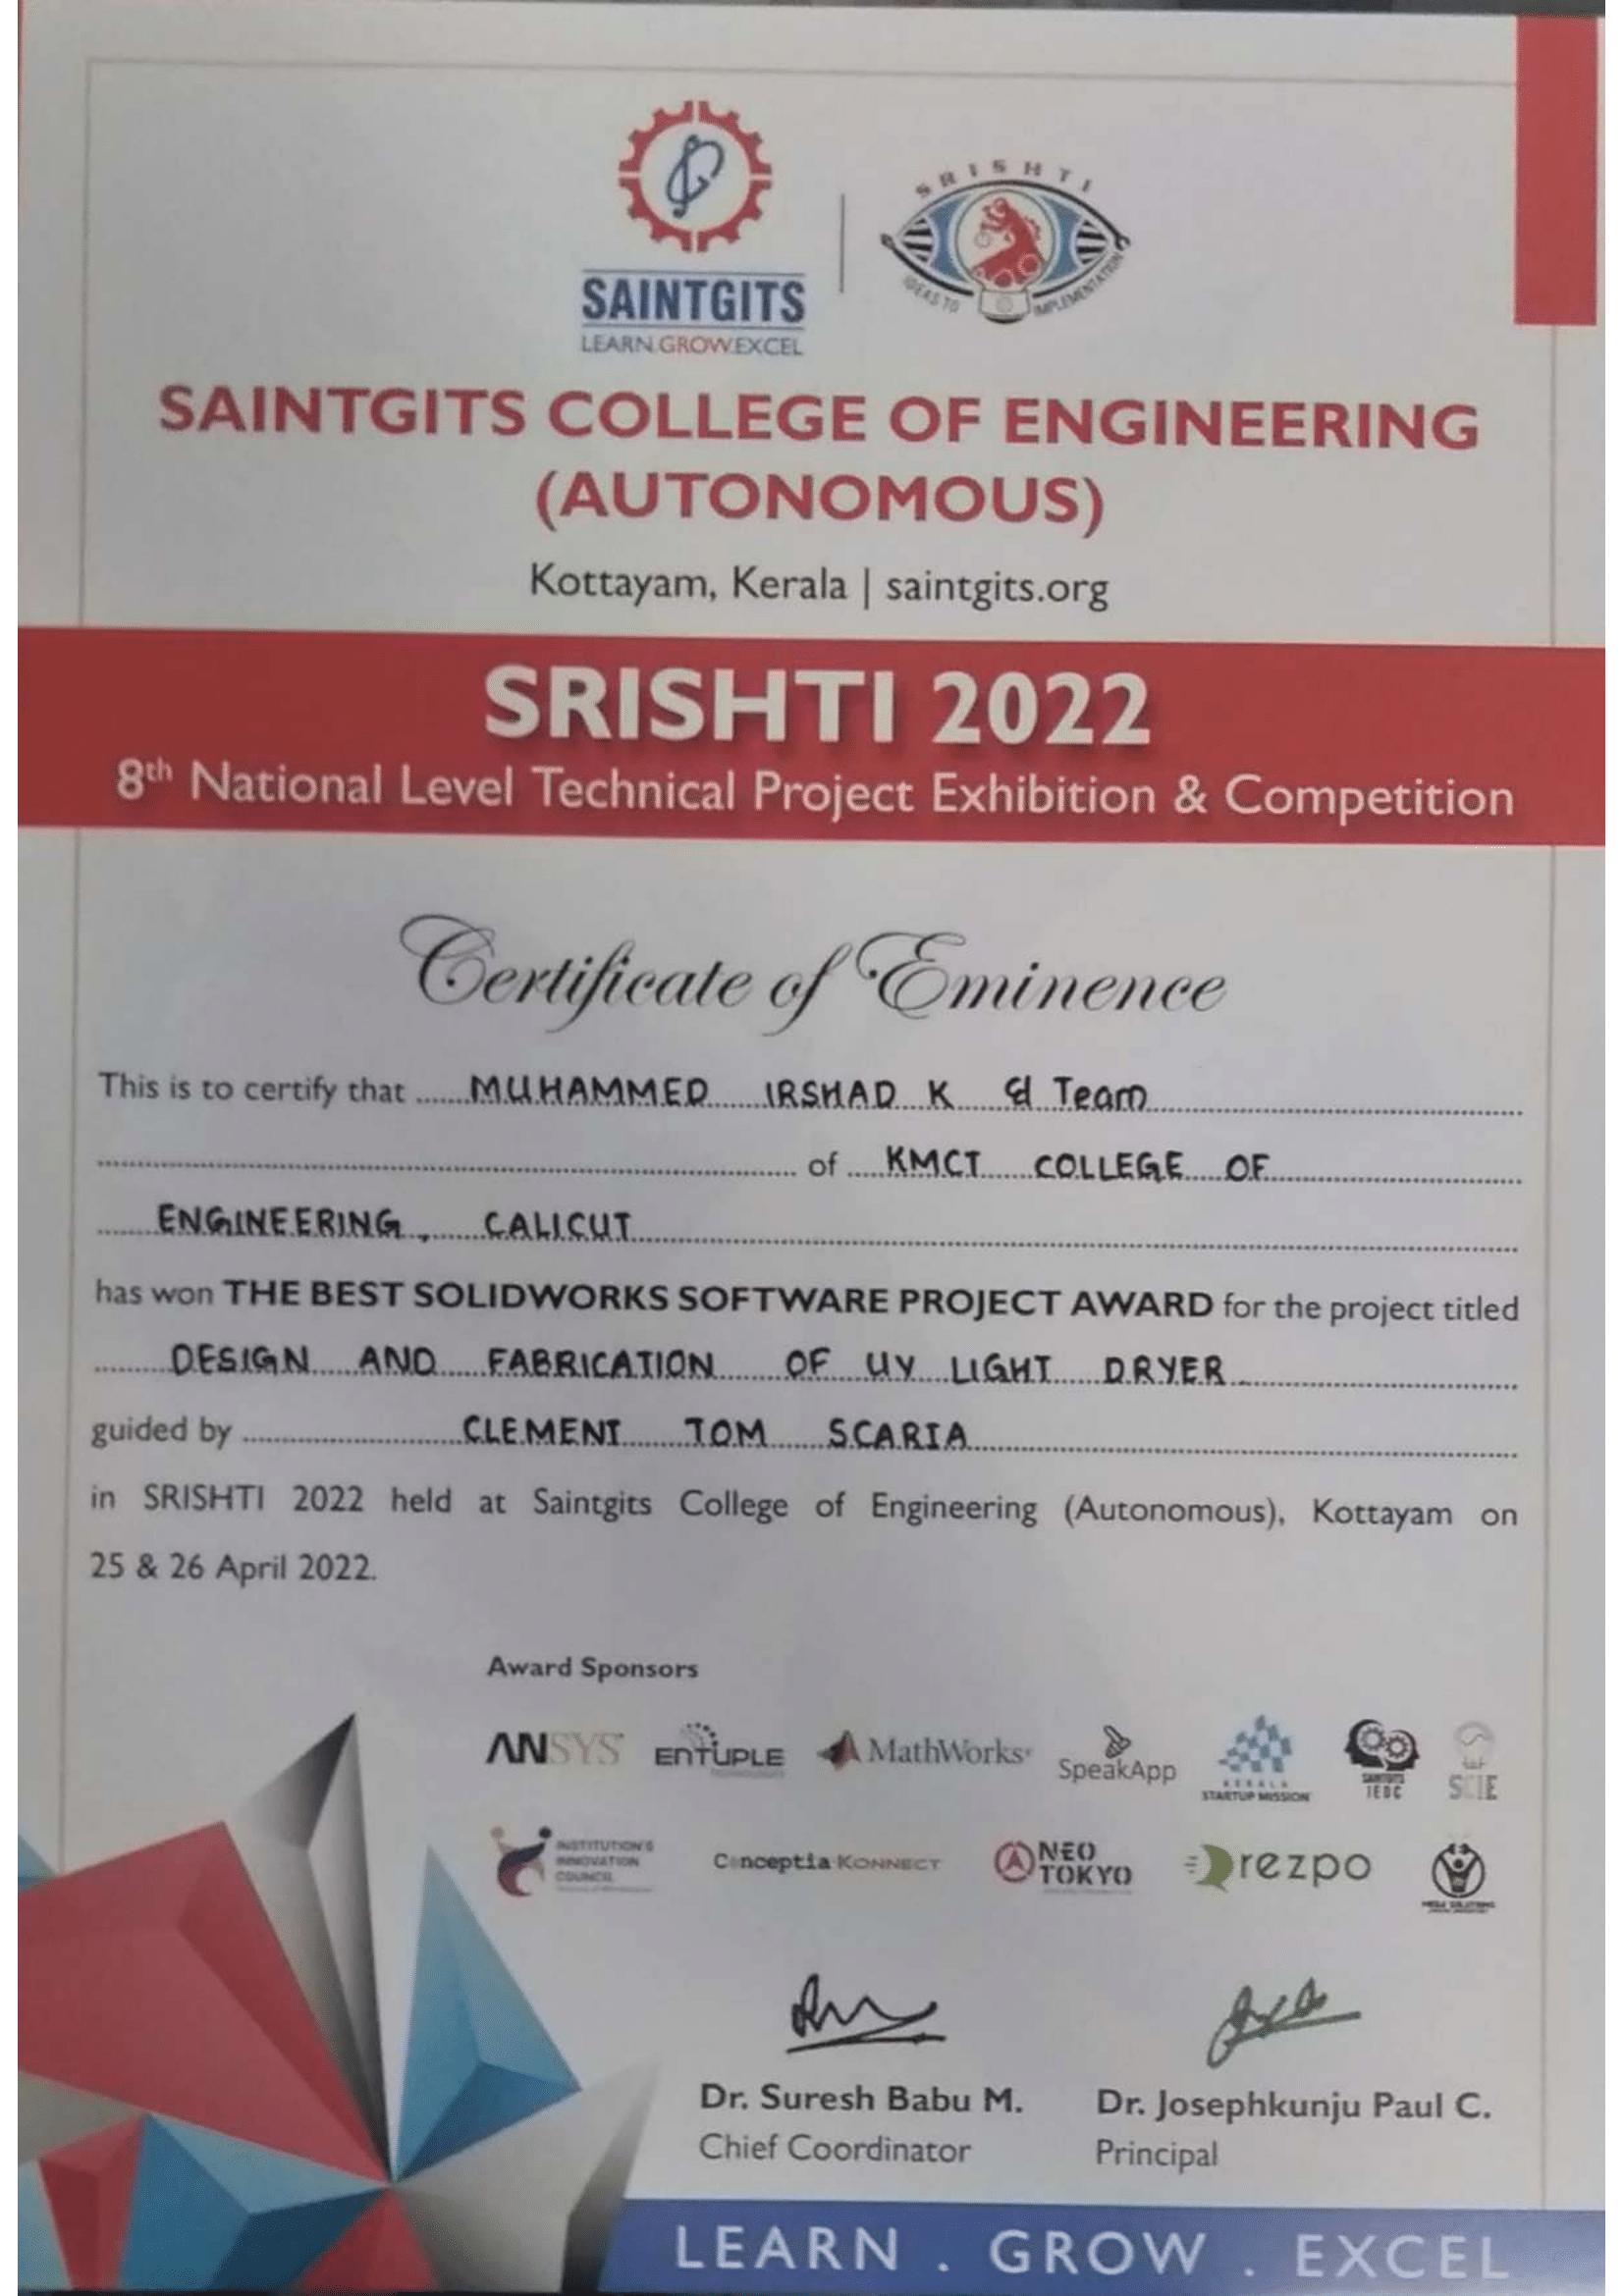 SRISHTI
IDEAS TO IMPLEMENTATION
SAINTGITS
LEARN.GROW.EXCEL
SAINTGITS COLLEGE OF ENGINEERING
(AUTONOMOUS)
Kottayam, Kerala | saintgits.org
SRISHTI 2022
8th National Level Technical Project Exhibition & Competition
Certificate of Eminence
This is to certify that MUHAMMED IRSHAD K & Team
of KMCT COLLEGE OF
ENGINEERING, CALICUT
has won THE BEST SOLIDWORKS SOFTWARE PROJECT AWARD for the project titled
DESIGN AND FABRICATION OF UV LIGHT DRYER
guided by CLEMENT TOM SCARIA
in SRISHTI 2022 held at Saintgits College of Engineering (Autonomous), Kottayam on
25 & 26 April 2022.
Award Sponsors
ANSYS ENTUPLE MathWorks SpeakApp KERALA STARTUP MISSION SAINTGITS IEDC SCIE
INSTITUTION'S INNOVATION COUNCIL Conceptia KONNECT NEO TOKYO rezpo
Dr. Suresh Babu M. Dr. Josephkunju Paul C.
Chief Coordinator Principal
LEARN . GROW . EXCEL